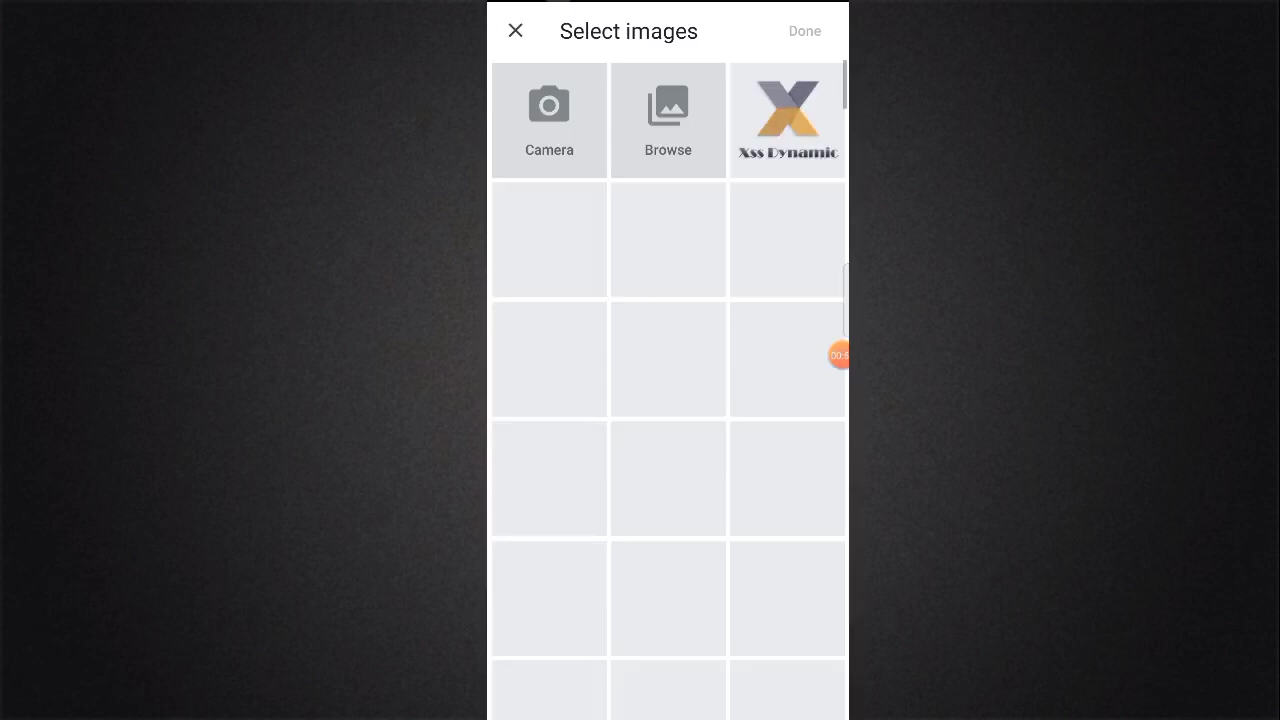 Select images
Done
Camera
Browse
Xss Dynamic